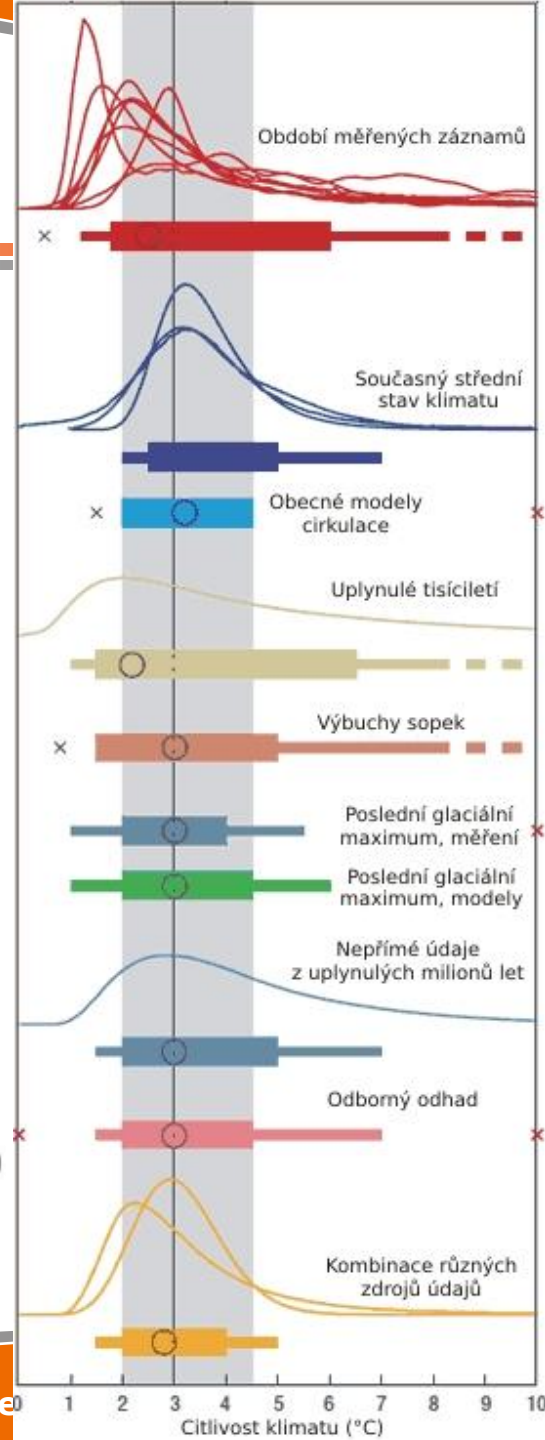 Období měřených záznamů
Současný střední
stav klimatu
Obecné modely
cirkulace
Uplynulé tisíciletí
Výbuchy sopek
Poslední glaciální
maximum, měření
Poslední glaciální
maximum, modely
Nepřímé údaje
z uplynulých milionů let
Odborný odhad
Kombinace různých
zdrojů údajů
0 1 2 3 4 5 6 7 8 9 10
Citlivost klimatu (°C)